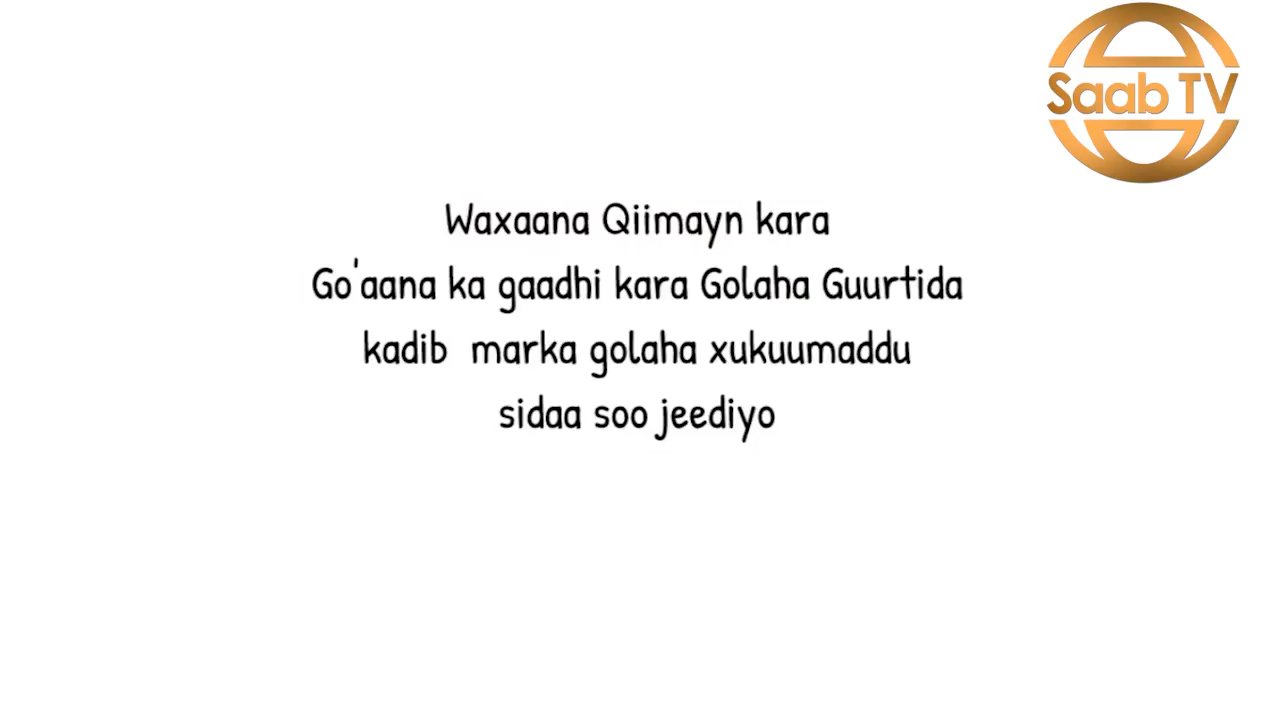 Saab TV
Waxaana Qiimayn kara
Go'aana ka gaadhi kara Golaha Guurtida
kadib marka golaha xukuumaddu
sidaa soo jeediyo